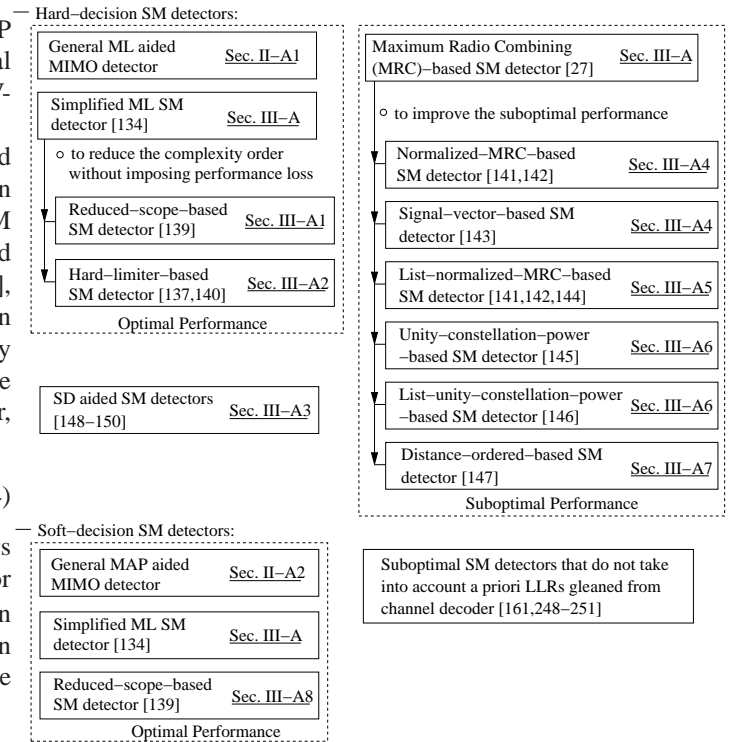 Hard−decision SM detectors:
General ML aided
MIMO detector
Sec. II−A1
Simplified ML SM
detector [134]
Sec. III−A
to reduce the complexity order
without imposing performance loss
Reduced−scope−based
SM detector [139]
Sec. III−A1
Hard−limiter−based
SM detector [137,140]
Sec. III−A2
Optimal Performance
SD aided SM detectors
[148−150]
Sec. III−A3
Maximum Radio Combining
(MRC)−based SM detector [27]
Sec. III−A
to improve the suboptimal performance
Normalized−MRC−based
SM detector [141,142]
Sec. III−A4
Signal−vector−based SM
detector [143]
Sec. III−A4
List−normalized−MRC−based
SM detector [141,142,144]
Sec. III−A5
Unity−constellation−power
−based SM detector [145]
Sec. III−A6
List−unity−constellation−power
−based SM detector [146]
Sec. III−A6
Distance−ordered−based SM
detector [147]
Sec. III−A7
Suboptimal Performance
Soft−decision SM detectors:
General MAP aided
MIMO detector
Sec. II−A2
Simplified ML SM
detector [134]
Sec. III−A
Reduced−scope−based
SM detector [139]
Sec. III−A8
Optimal Performance
Suboptimal SM detectors that do not take
into account a priori LLRs gleaned from
channel decoder [161,248−251]